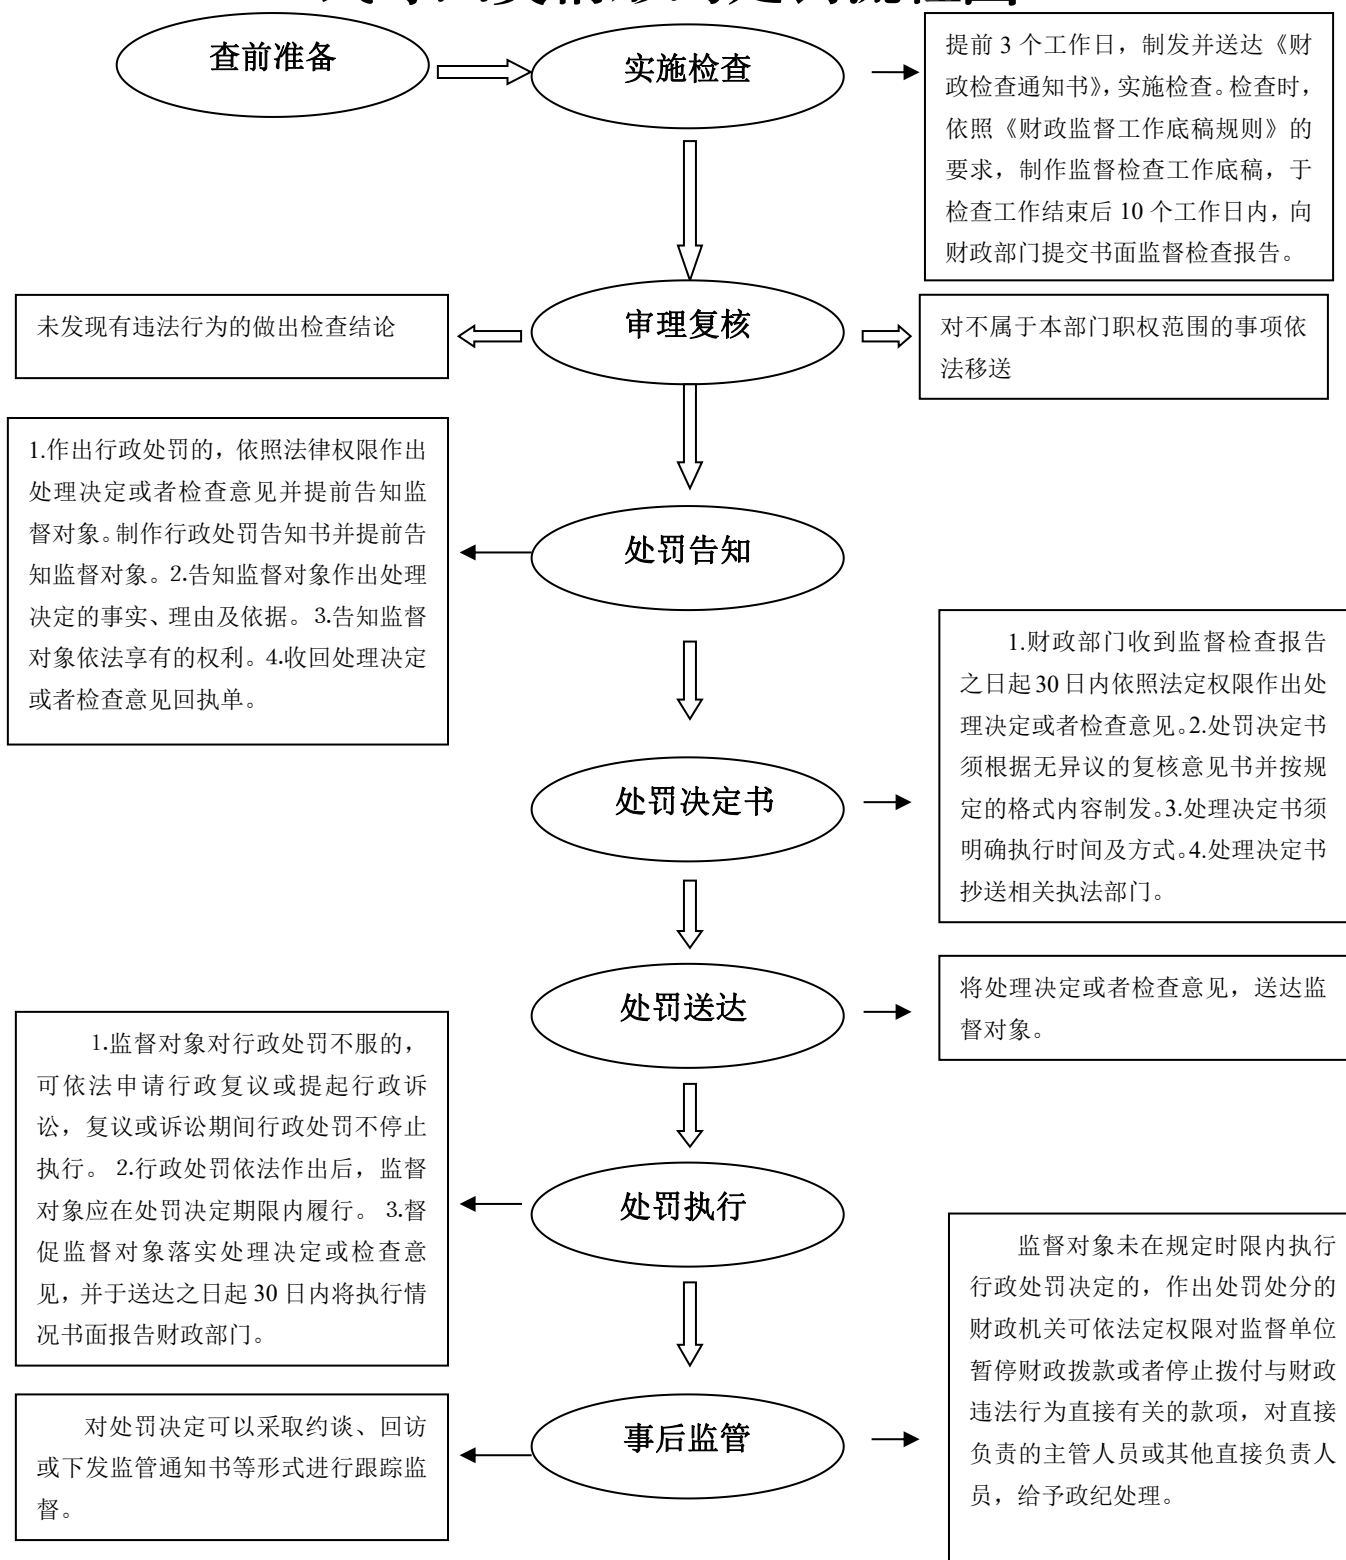 查前准备
实施检查
提前 3 个工作日，制发并送达《财
政检查通知书》，实施检查。检查时，
依照《财政监督工作底稿规则》的
要求，制作监督检查工作底稿，于
检查工作结束后 10 个工作日内，向
财政部门提交书面监督检查报告。
未发现有违法行为的做出检查结论
审理复核
对不属于本部门职权范围的事项依
法移送
1.作出行政处罚的，依照法律权限作出
处理决定或者检查意见并提前告知监
督对象。制作行政处罚告知书并提前告
知监督对象。2.告知监督对象作出处理
决定的事实、理由及依据。 3.告知监督
对象依法享有的权利。4.收回处理决定
或者检查意见回执单。
处罚告知
1.财政部门收到监督检查报告
之日起 30 日内依照法定权限作出处
理决定或者检查意见。2.处罚决定书
须根据无异议的复核意见书并按规
定的格式内容制发。3.处理决定书须
明确执行时间及方式。4.处理决定书
抄送相关执法部门。
处罚决定书
处罚送达
将处理决定或者检查意见，送达监
督对象。
1.监督对象对行政处罚不服的，
可依法申请行政复议或提起行政诉
讼，复议或诉讼期间行政处罚不停止
执行。 2.行政处罚依法作出后，监督
对象应在处罚决定期限内履行。 3.督
促监督对象落实处理决定或检查意
见，并于送达之日起 30 日内将执行情
况书面报告财政部门。
处罚执行
监督对象未在规定时限内执行
行政处罚决定的，作出处罚处分的
财政机关可依法定权限对监督单位
暂停财政拨款或者停止拨付与财政
违法行为直接有关的款项，对直接
负责的主管人员或其他直接负责人
员，给予政纪处理。
对处罚决定可以采取约谈、回访
或下发监管通知书等形式进行跟踪监
督。
事后监管